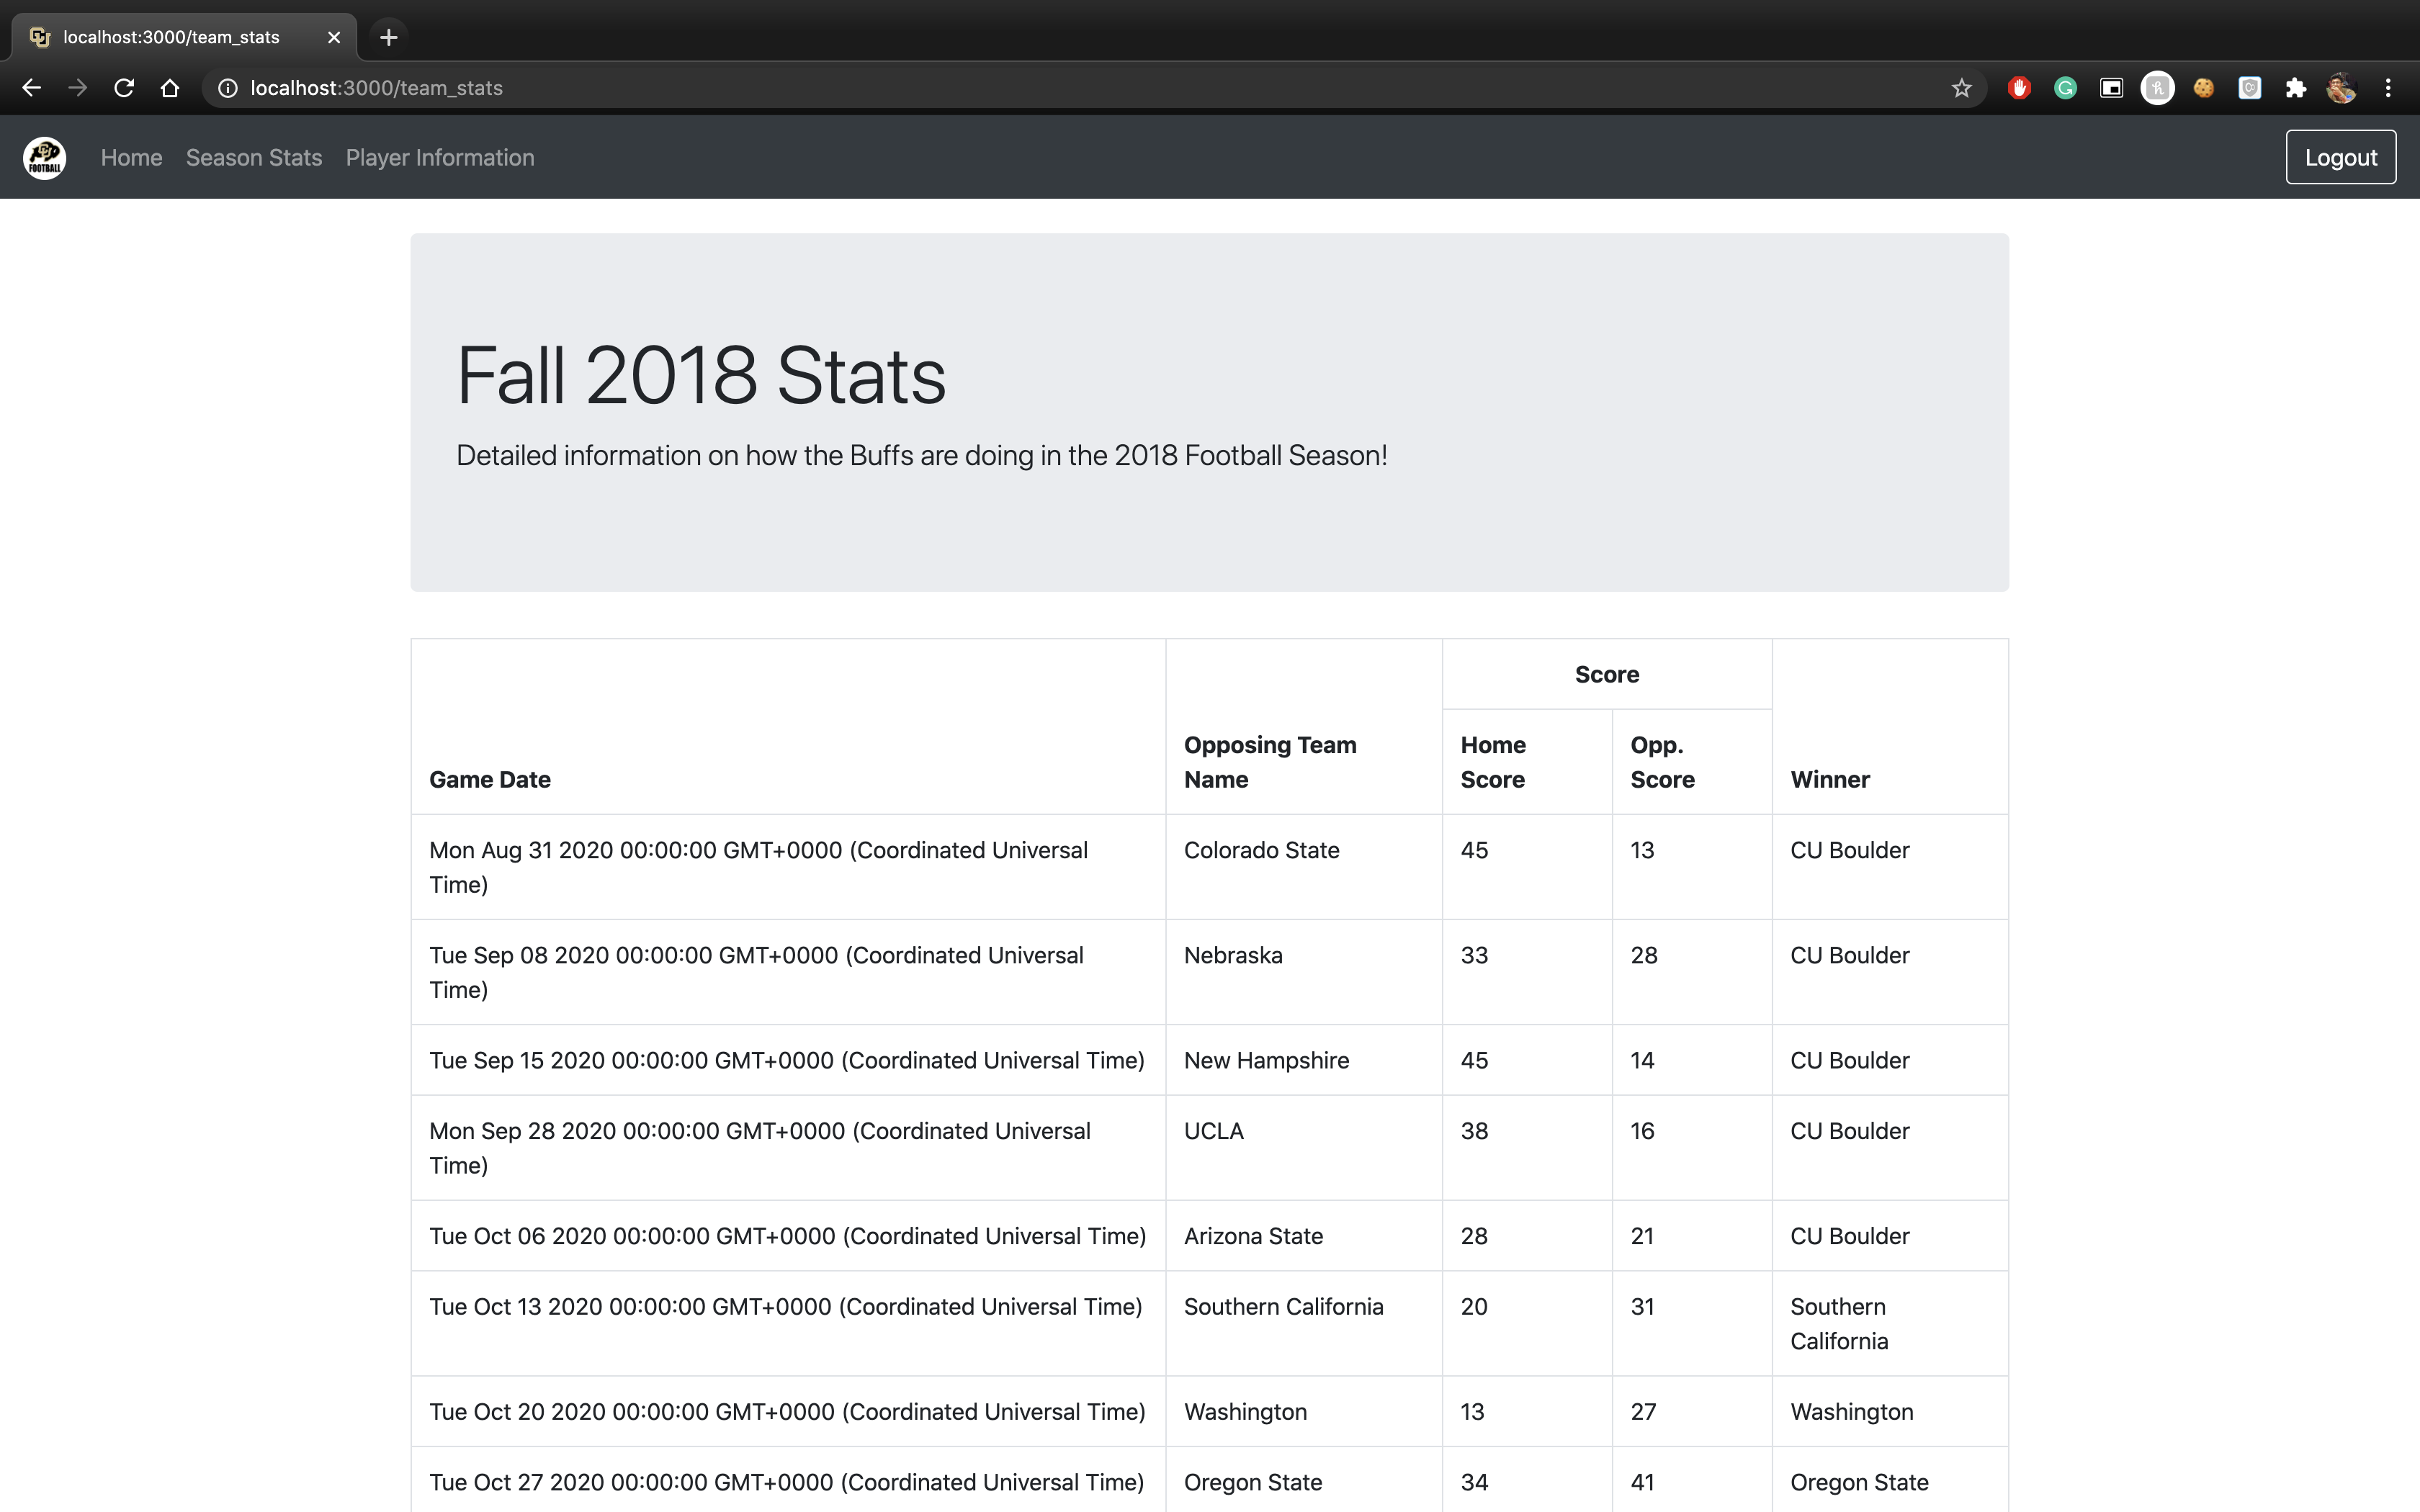 localhost:3000/team_stats
localhost:3000/team_stats
FOOTBALL
Home Season Stats Player Information Logout
Fall 2018 Stats
Detailed information on how the Buffs are doing in the 2018 Football Season!
Score
Game Date Opposing Team Name Home Score Opp. Score Winner
Mon Aug 31 2020 00:00:00 GMT+0000 (Coordinated Universal Time) Colorado State 45 13 CU Boulder
Tue Sep 08 2020 00:00:00 GMT+0000 (Coordinated Universal Time) Nebraska 33 28 CU Boulder
Tue Sep 15 2020 00:00:00 GMT+0000 (Coordinated Universal Time) New Hampshire 45 14 CU Boulder
Mon Sep 28 2020 00:00:00 GMT+0000 (Coordinated Universal Time) UCLA 38 16 CU Boulder
Tue Oct 06 2020 00:00:00 GMT+0000 (Coordinated Universal Time) Arizona State 28 21 CU Boulder
Tue Oct 13 2020 00:00:00 GMT+0000 (Coordinated Universal Time) Southern California 20 31 Southern California
Tue Oct 20 2020 00:00:00 GMT+0000 (Coordinated Universal Time) Washington 13 27 Washington
Tue Oct 27 2020 00:00:00 GMT+0000 (Coordinated Universal Time) Oregon State 34 41 Oregon State